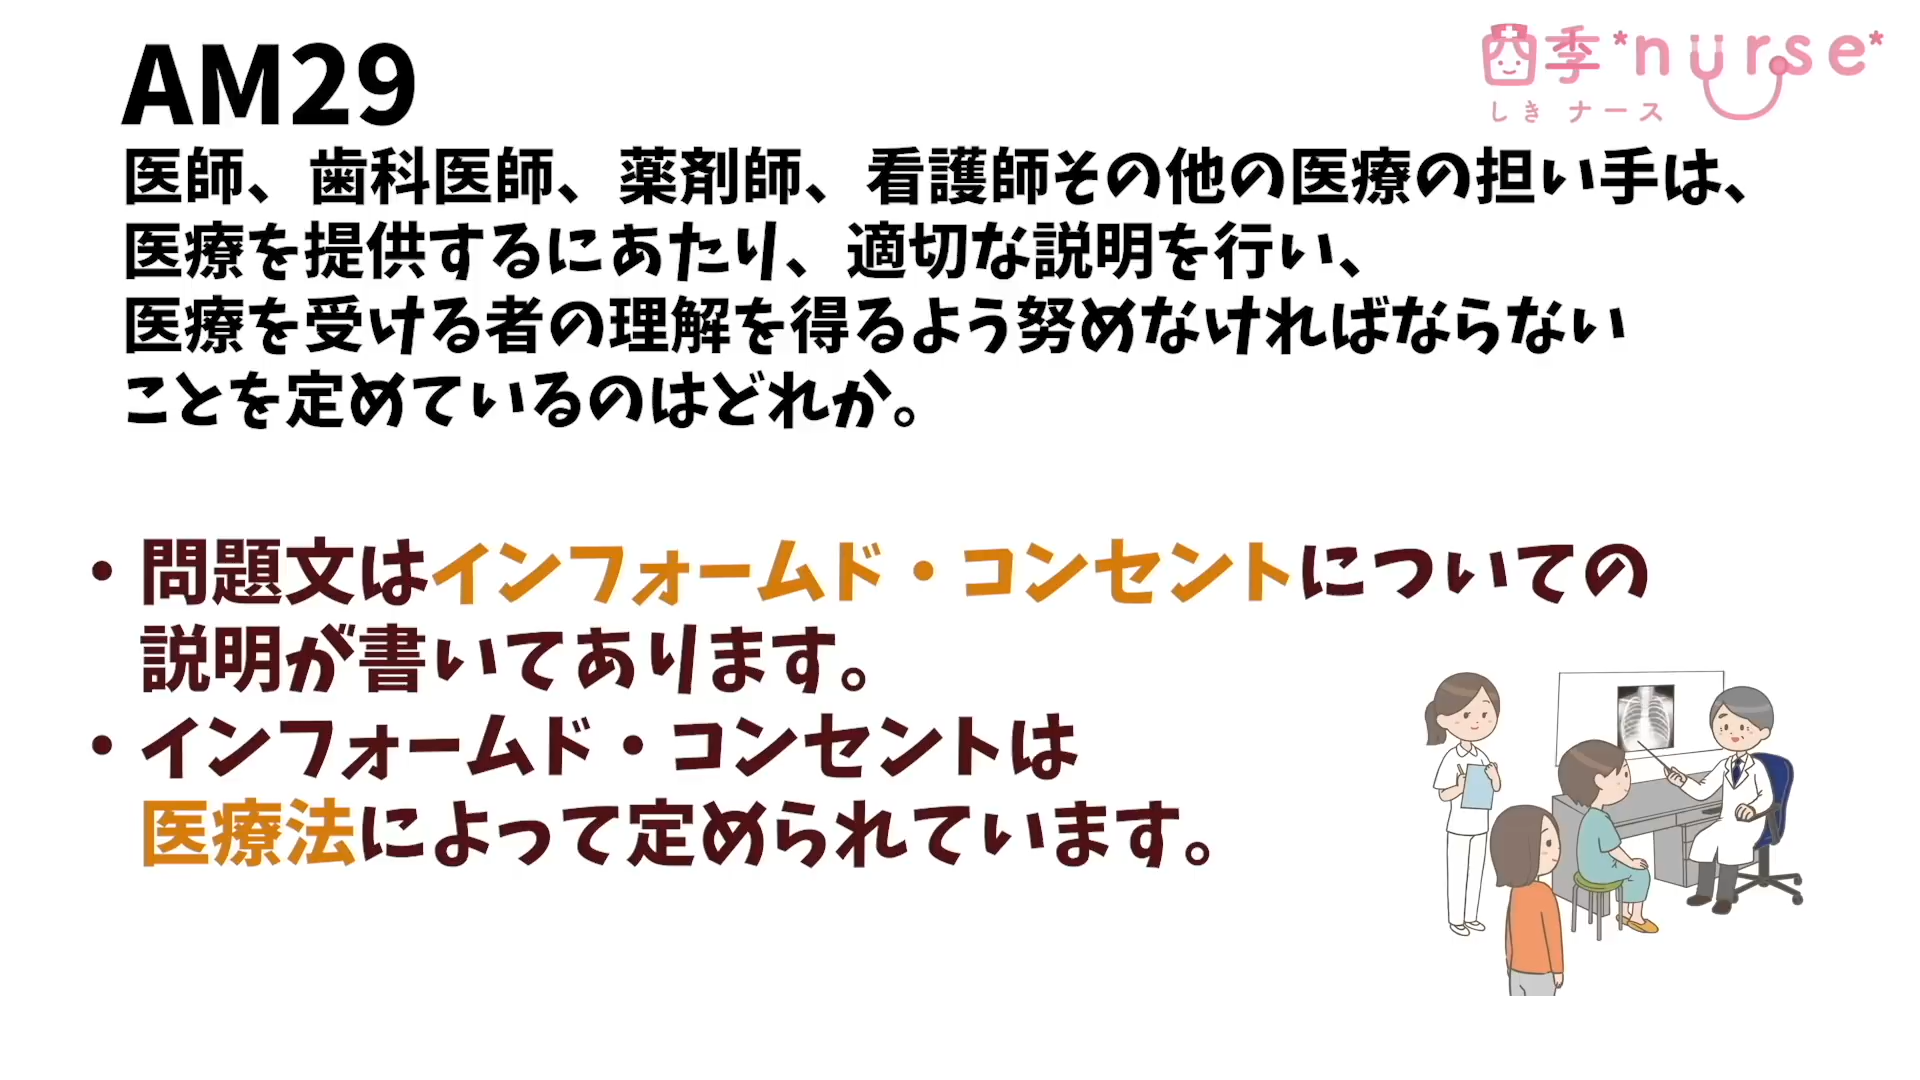 AM29
四季*nurse*
しき ナース
医師、歯科医師、薬剤師、看護師その他の医療の担い手は、
医療を提供するにあたり、適切な説明を行い、
医療を受ける者の理解を得るよう努めなければならない
ことを定めているのはどれか。
・問題文はインフォームド・コンセントについての
説明が書いてあります。
・インフォームド・コンセントは
医療法によって定められています。